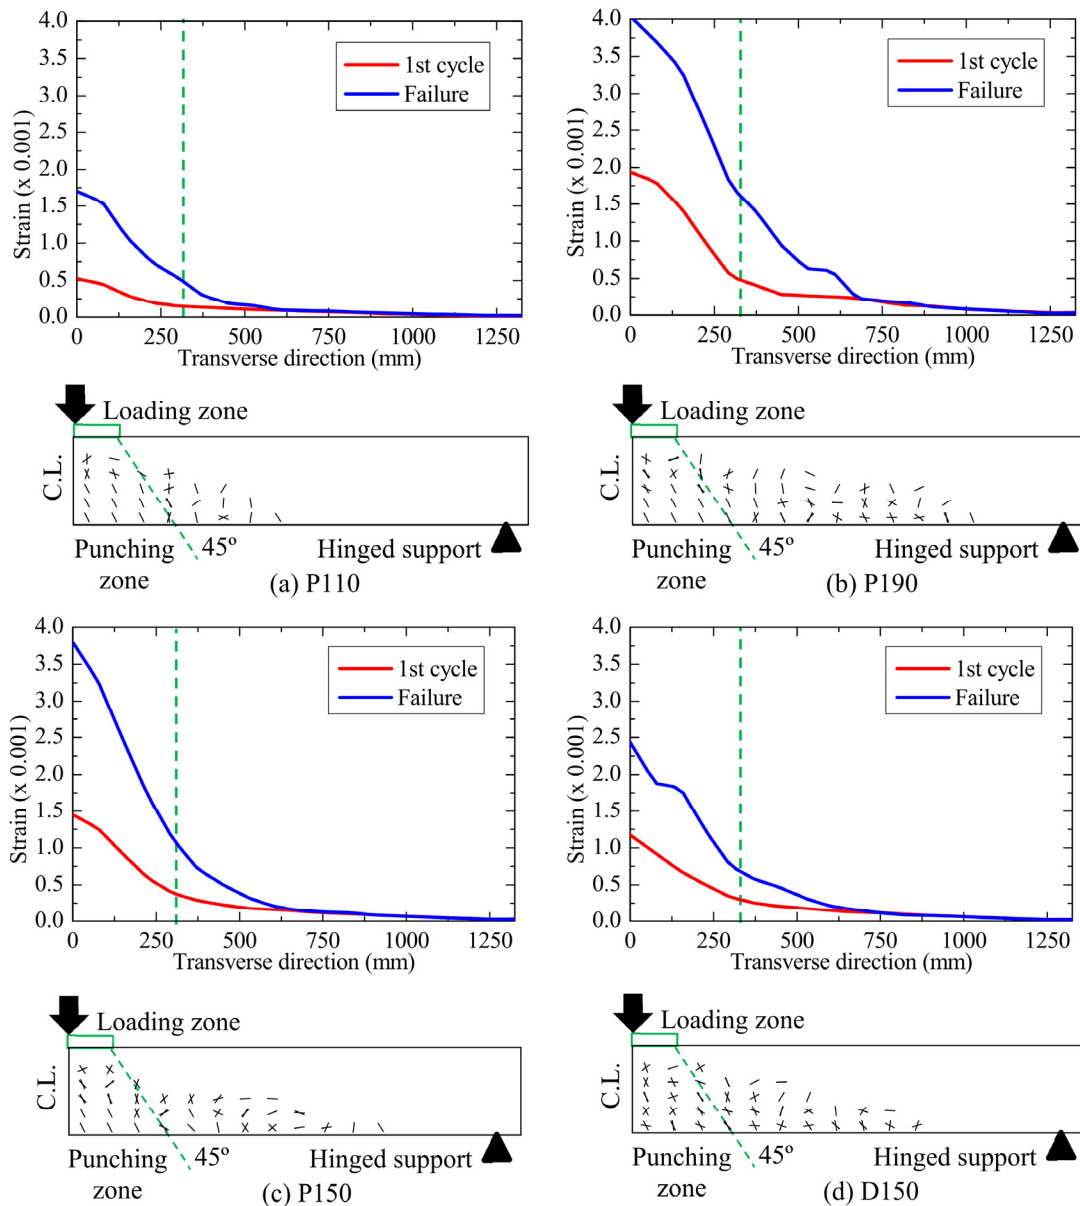 4.0
3.5
3.0
2.5
2.0
1.5
1.0
0.5
0.0
Strain (x 0.001)
1st cycle
Failure
0 250 500 750 1000 1250
Transverse direction (mm)
Loading zone
C.L.
Punching zone
45º
Hinged support
(a) P110
4.0
3.5
3.0
2.5
2.0
1.5
1.0
0.5
0.0
Strain (x 0.001)
1st cycle
Failure
0 250 500 750 1000 1250
Transverse direction (mm)
Loading zone
C.L.
Punching zone
45º
Hinged support
(b) P190
4.0
3.5
3.0
2.5
2.0
1.5
1.0
0.5
0.0
Strain (x 0.001)
1st cycle
Failure
0 250 500 750 1000 1250
Transverse direction (mm)
Loading zone
C.L.
Punching zone
45º
Hinged support
(c) P150
4.0
3.5
3.0
2.5
2.0
1.5
1.0
0.5
0.0
Strain (x 0.001)
1st cycle
Failure
0 250 500 750 1000 1250
Transverse direction (mm)
Loading zone
C.L.
Punching zone
45º
Hinged support
(d) D150